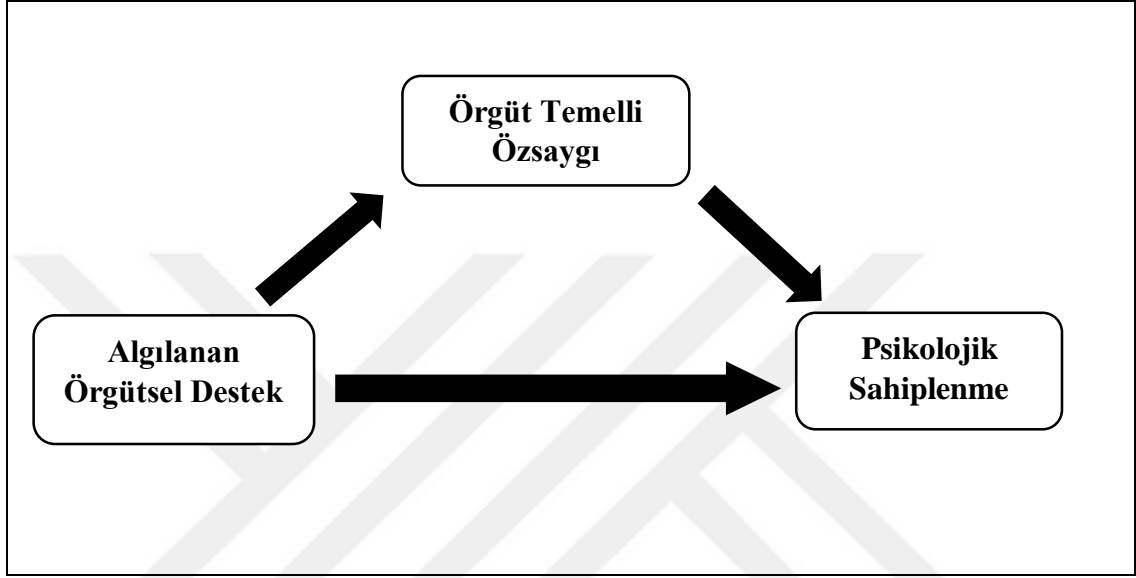 Örgüt Temelli
Özsaygı
Algılanan
Örgütsel Destek
Psikolojik
Sahiplenme